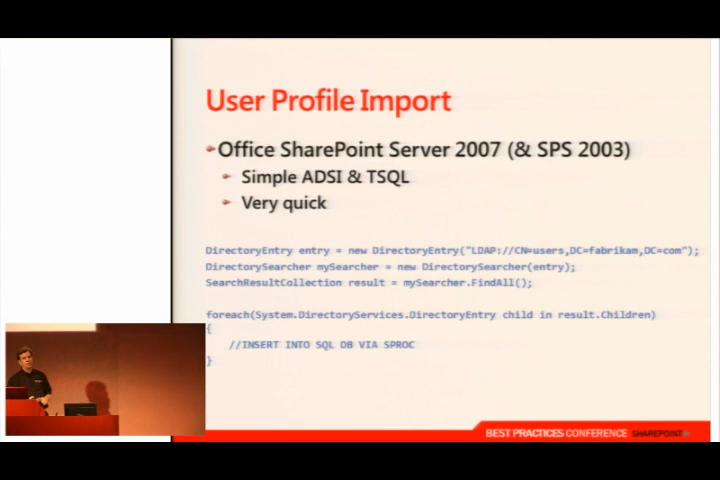 User Profile Import
Office SharePoint Server 2007 (& SPS 2003)
Simple ADSI & TSQL
Very quick
DirectoryEntry entry = new DirectoryEntry("LDAP://CN=users,DC=fabrikam,DC=com");
DirectorySearcher mySearcher = new DirectorySearcher(entry);
SearchResultCollection result = mySearcher.FindAll();
foreach(System.DirectoryServices.DirectoryEntry child in result.Children)
{
//INSERT INTO SQL DB VIA SPROC
}
BEST PRACTICES CONFERENCE SHAREPOINT